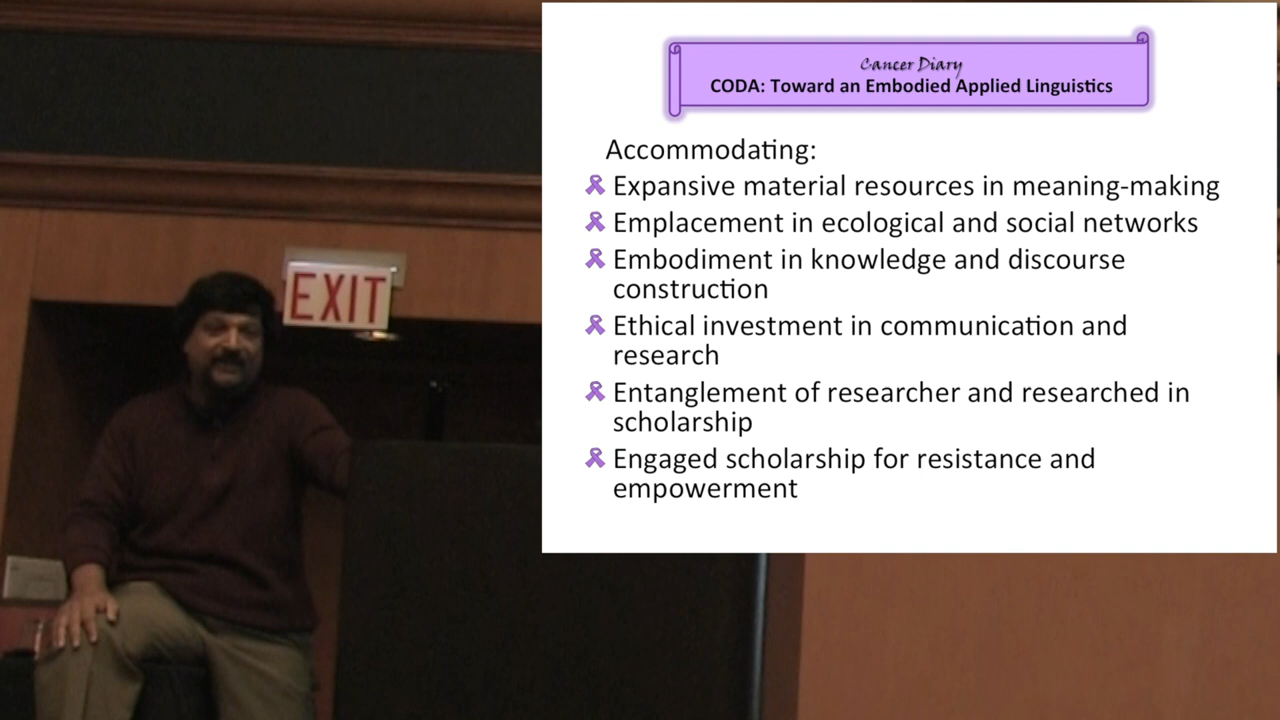 Cancer Diary
CODA: Toward an Embodied Applied Linguistics
Accommodating:
Expansive material resources in meaning-making
Emplacement in ecological and social networks
Embodiment in knowledge and discourse
construction
Ethical investment in communication and
research
Entanglement of researcher and researched in
scholarship
Engaged scholarship for resistance and
empowerment
EXIT